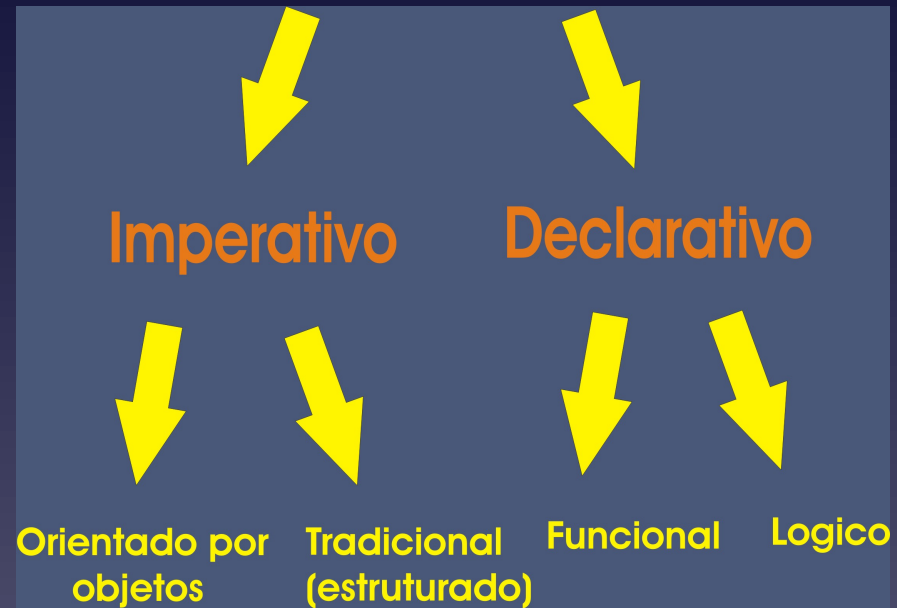 Imperativo
Declarativo
Orientado por
objetos
Tradicional
(estruturado)
Funcional
Logico